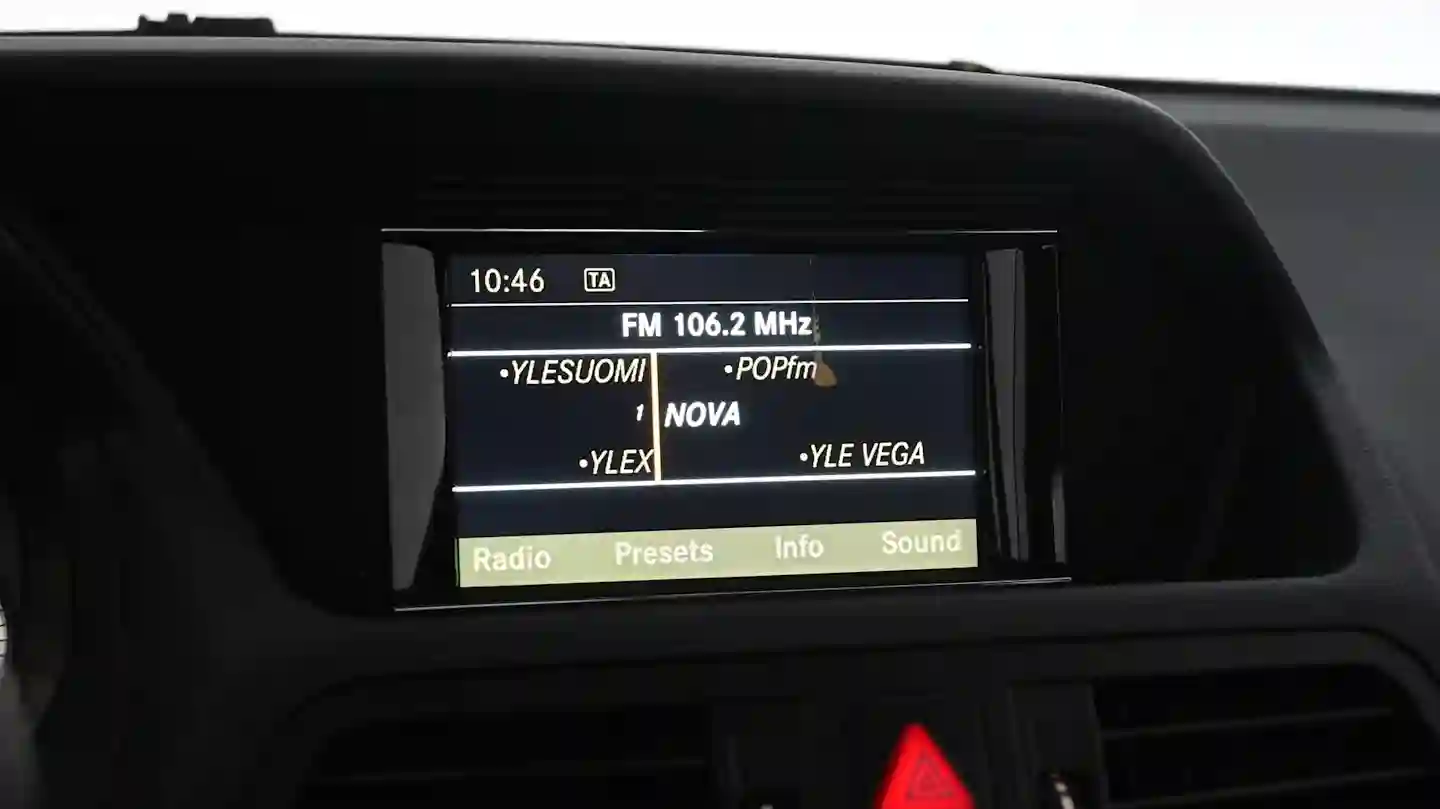 10:46 TA
FM 106.2 MHz
•YLESUOMI •POPfm
1 NOVA
•YLEX •YLE VEGA
Radio Presets Info Sound